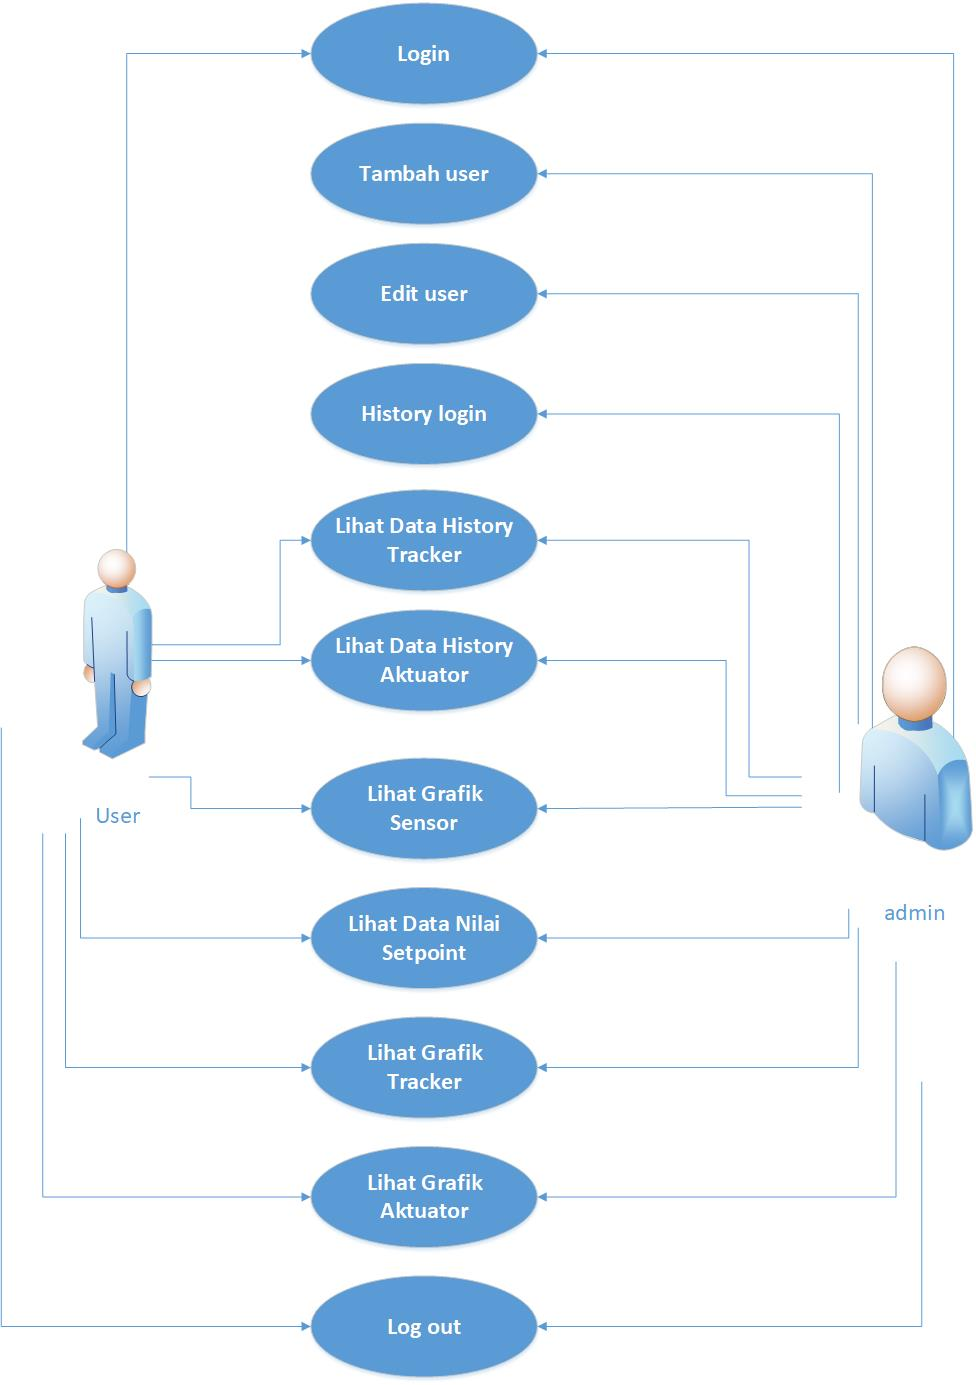 Login
Tambah user
Edit user
History login
Lihat Data History
Tracker
Lihat Data History
Aktuator
Lihat Grafik
Sensor
User
Lihat Data Nilai
Setpoint
admin
Lihat Grafik
Tracker
Lihat Grafik
Aktuator
Log out